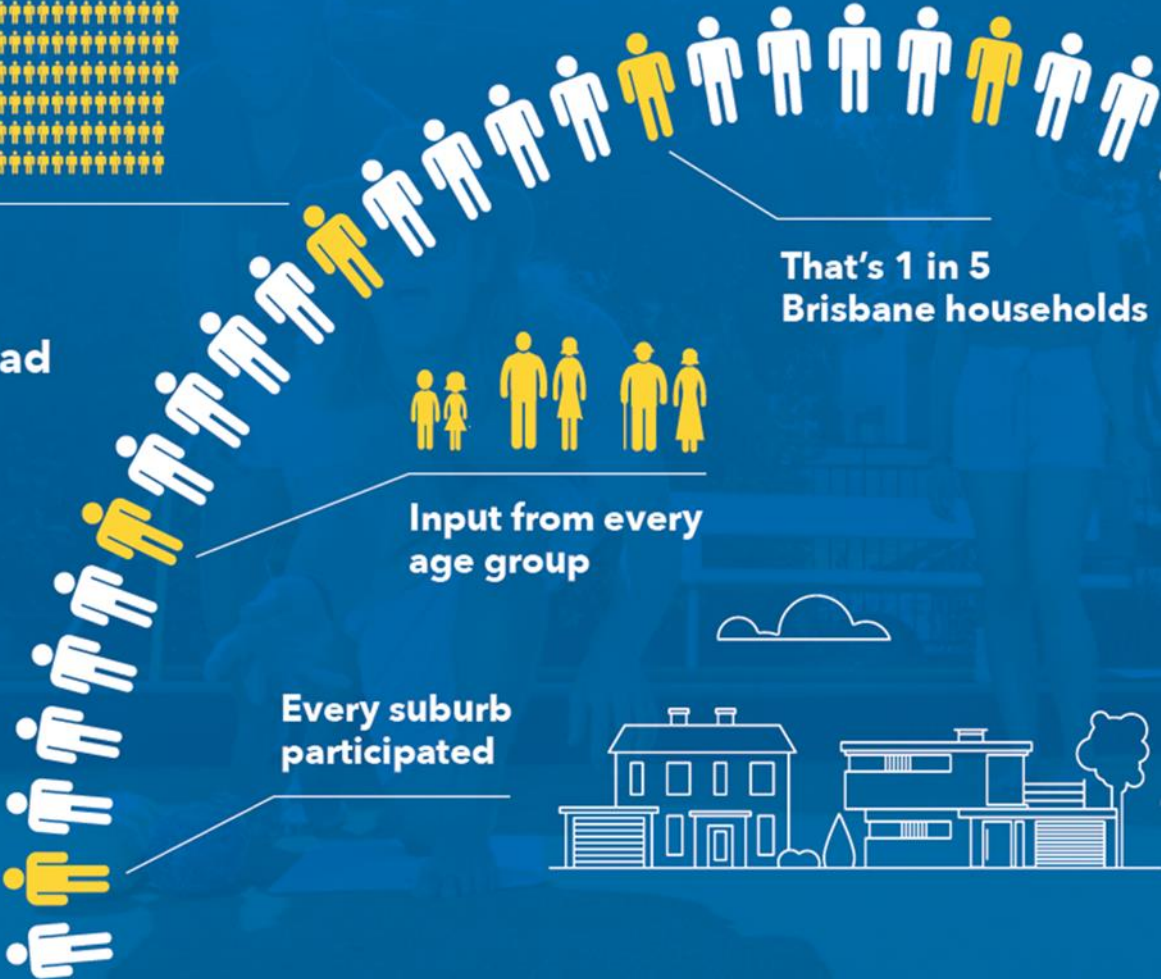 ad
That's 1 in 5
Brisbane households
Input from every
age group
Every suburb
participated